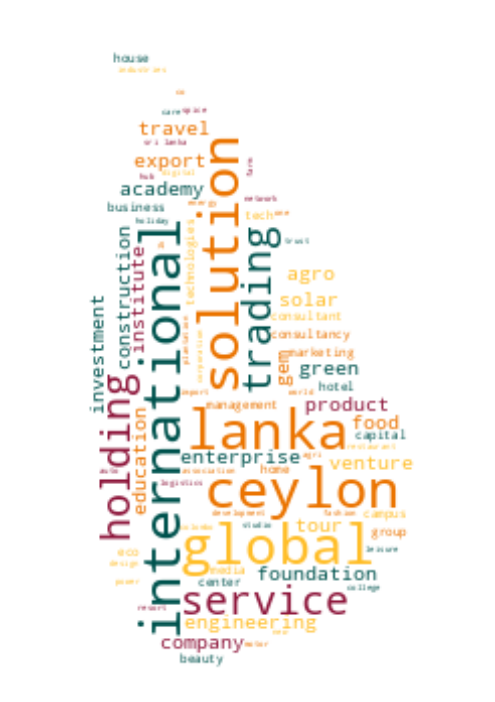 house
industries
care spice
travel
sri lanka
export
digital
hub
farm
academy
energy
network
business
tech one
holiday
solution
international
trading
trust
technologies
construction
institute
agro
investment
solar
consultant
plantation
consultancy
corporation
marketing
gem
green
holding
hotel
import
world
management
product
education
lanka
food
capital
restaurant
enterprise
agri
venture
auto
association
home
logistics
ceylon
development
fashion
campus
studio
tour
group
global
leisure
eco
design
media
foundation
power
center
college
service
resort
engineering
company
motor
beauty